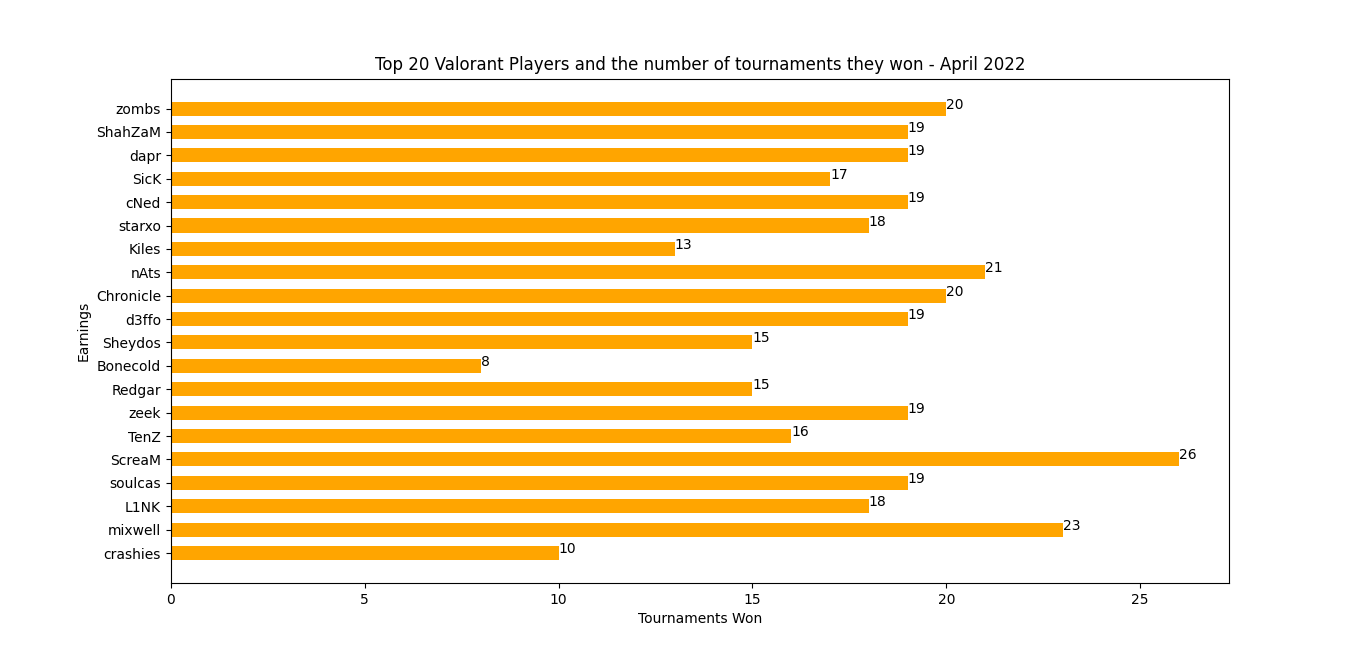 Top 20 Valorant Players and the number of tournaments they won - April 2022
zombs 20
ShahZaM 19
dapr 19
SicK 17
cNed 19
starxo 18
Kiles 13
nAts 21
Chronicle 20
d3ffo 19
Sheydos 15
Bonecold 8
Redgar 15
zeek 19
TenZ 16
ScreaM 26
soulcas 19
L1NK 18
mixwell 23
crashies 10
Earnings
0 5 10 15 20 25
Tournaments Won